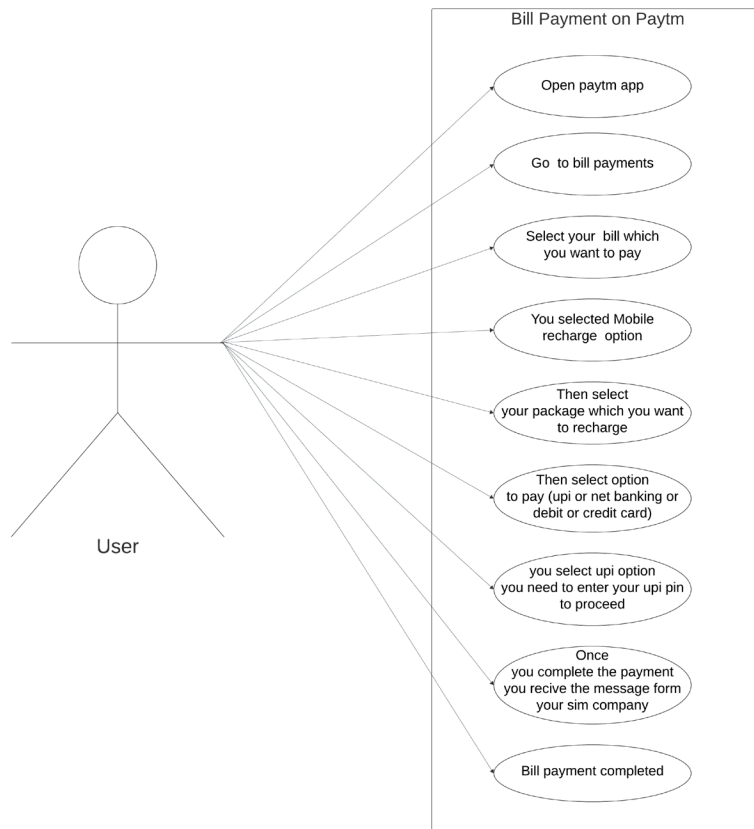 Bill Payment on Paytm
Open paytm app
Go to bill payments
Select your bill which
you want to pay
You selected Mobile
recharge option
Then select
your package which you want
to recharge
Then select option
to pay (upi or net banking or
debit or credit card)
you select upi option
you need to enter your upi pin
to proceed
Once
you complete the payment
you recive the message form
your sim company
Bill payment completed
User